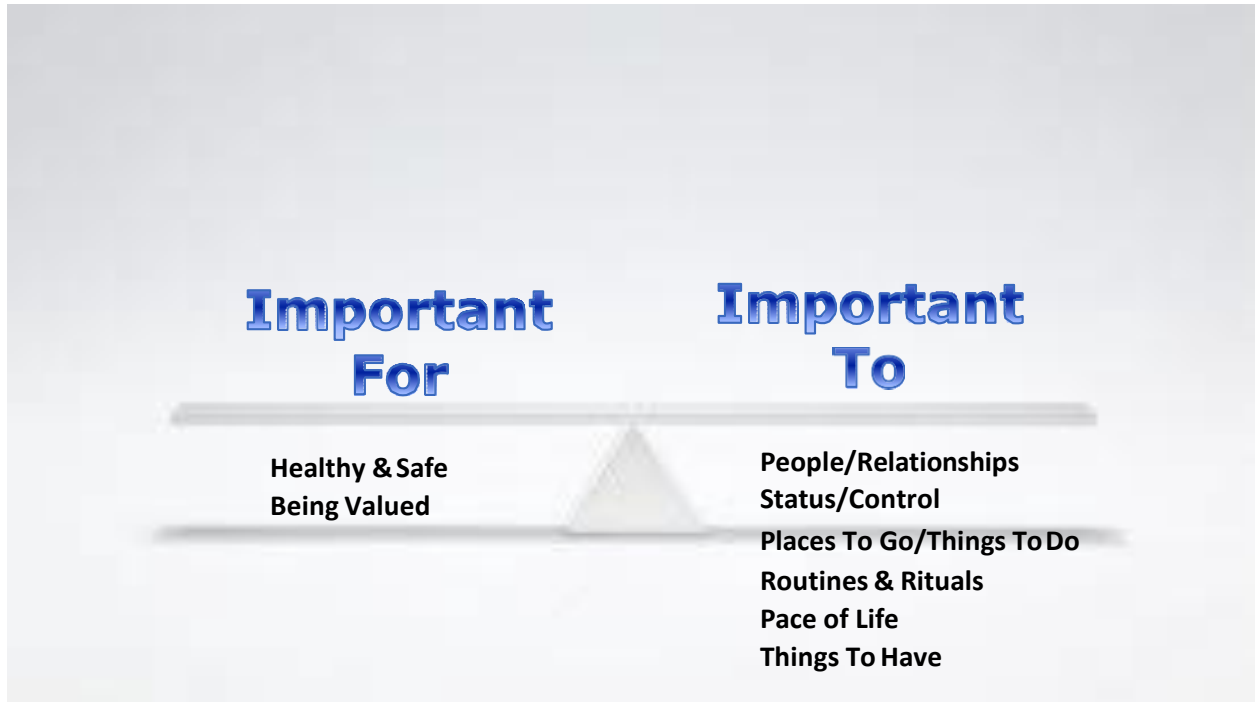 Important
For
Important
To
Healthy & Safe
Being Valued
People/Relationships
Status/Control
Places To Go/Things To Do
Routines & Rituals
Pace of Life
Things To Have